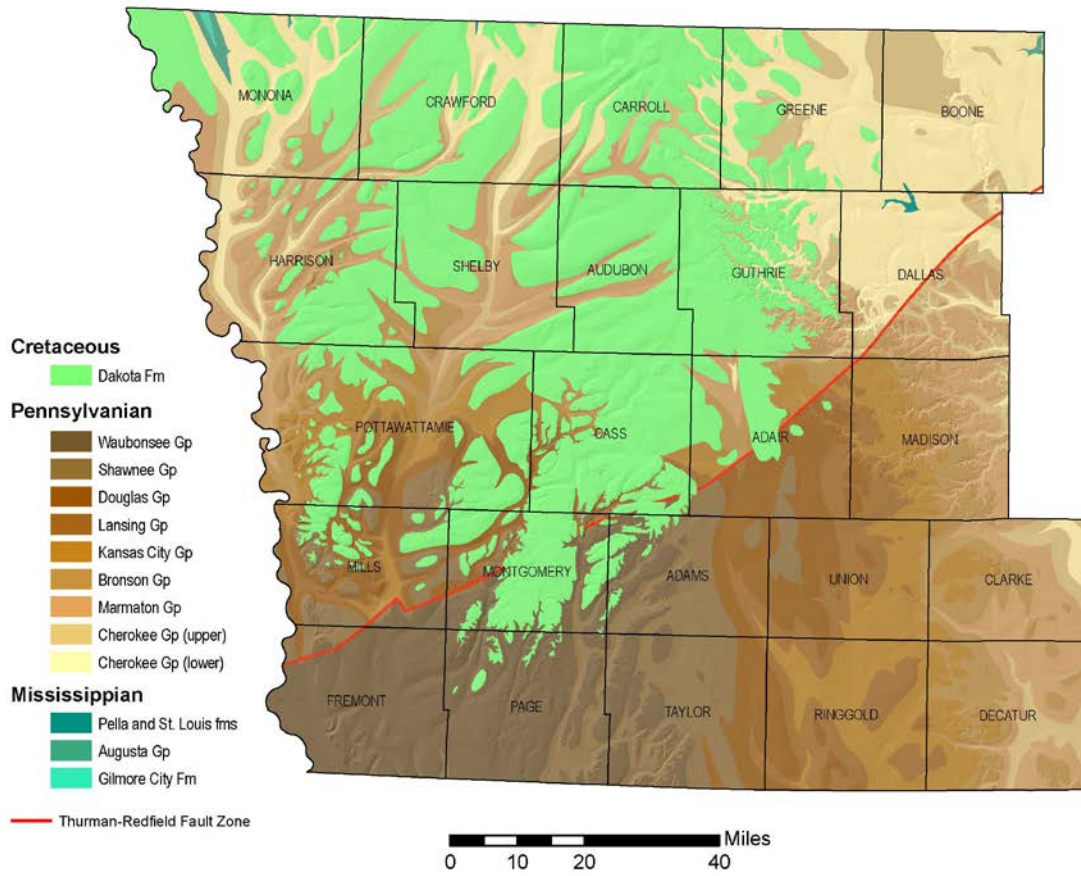 MONONA
CRAWFORD
CARROLL
GREENE
BOONE
HARRISON
SHELBY
AUDUBON
GUTHRIE
DALLAS
POTTAWATTAMIE
CASS
ADAIR
MADISON
MILLS
MONTGOMERY
ADAMS
UNION
CLARKE
FREMONT
PAGE
TAYLOR
RINGGOLD
DECATUR
Cretaceous
Dakota Fm
Pennsylvanian
Waubonsee Gp
Shawnee Gp
Douglas Gp
Lansing Gp
Kansas City Gp
Bronson Gp
Marmaton Gp
Cherokee Gp (upper)
Cherokee Gp (lower)
Mississippian
Pella and St. Louis fms
Augusta Gp
Gilmore City Fm
Thurman-Redfield Fault Zone
Miles
0 10 20 40